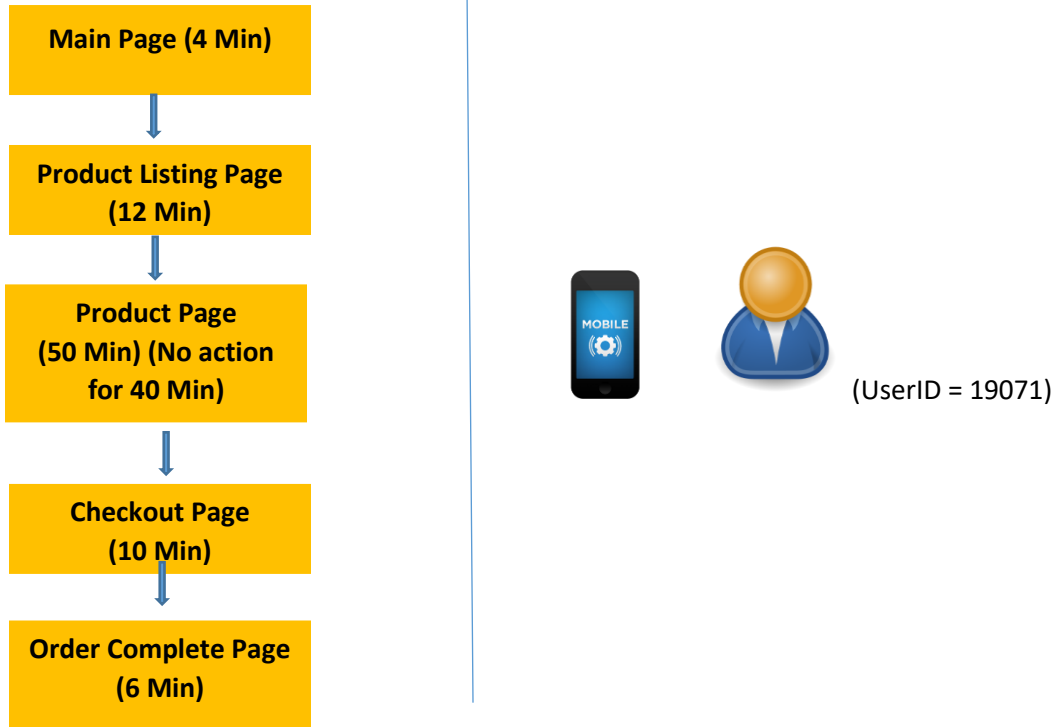 Main Page (4 Min)
Product Listing Page
(12 Min)
Product Page
(50 Min) (No action
for 40 Min)
Checkout Page
(10 Min)
Order Complete Page
(6 Min)
MOBILE
(UserID = 19071)